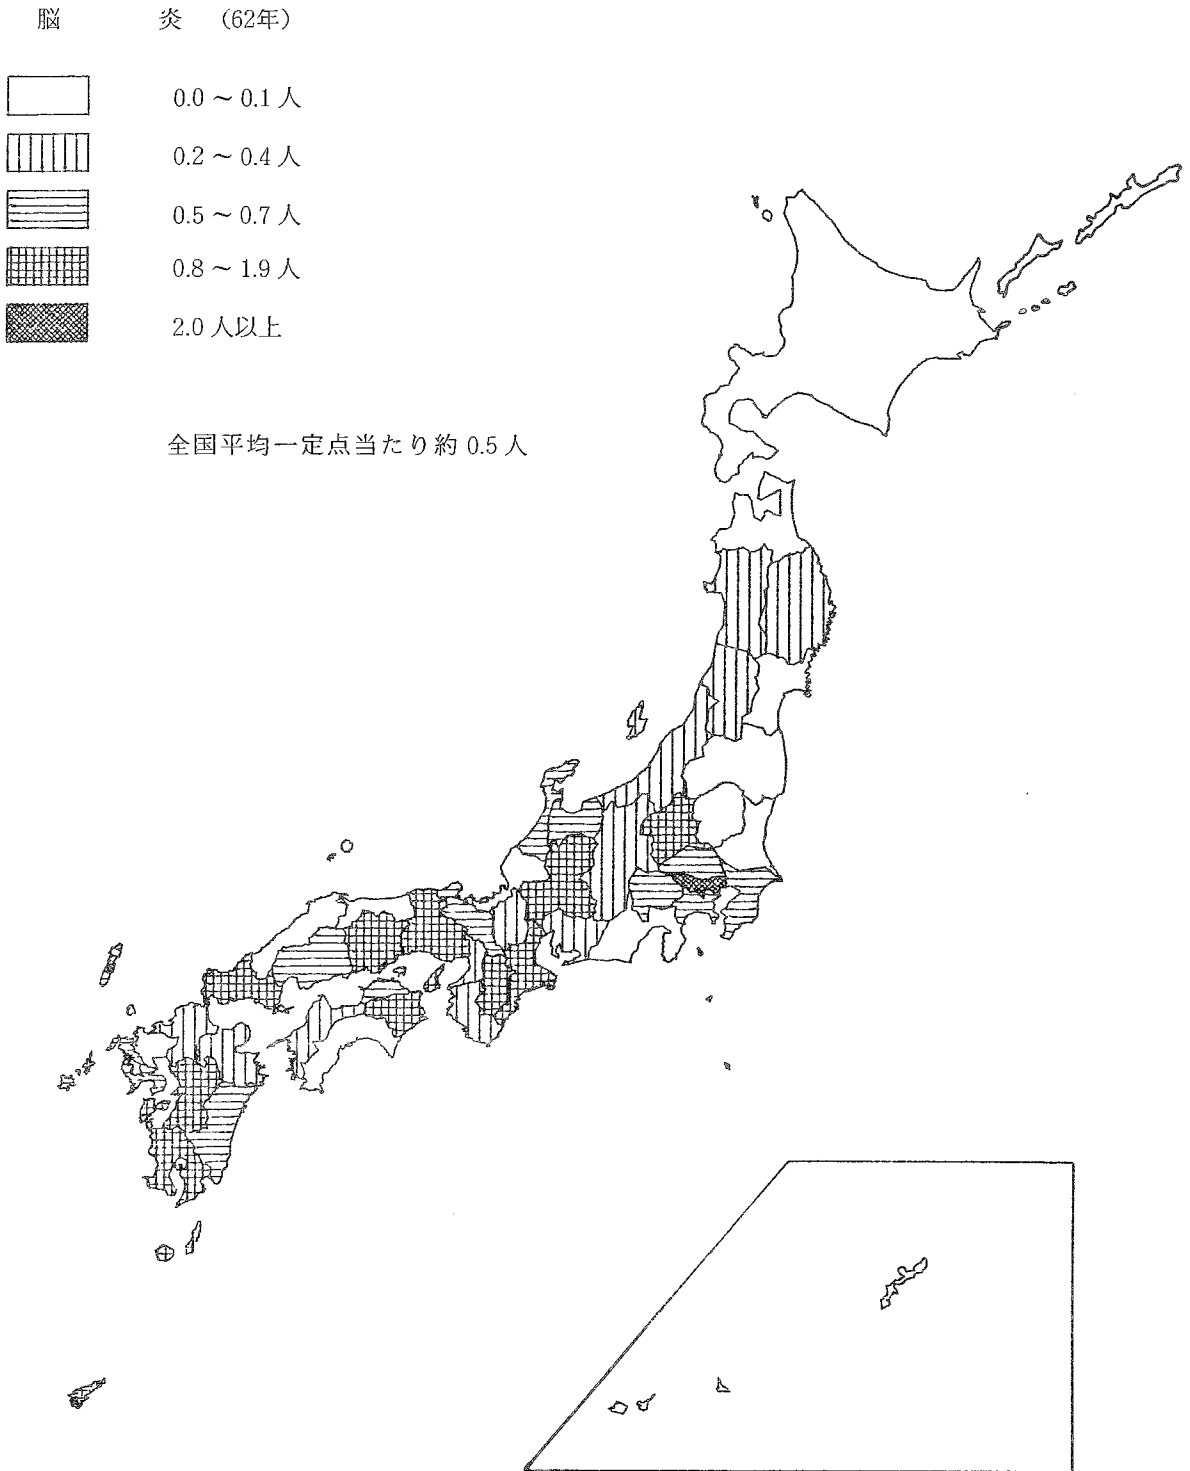 脳 炎 (62年)
0.0～0.1人
0.2～0.4人
0.5～0.7人
0.8～1.9人
2.0人以上
全国平均一定点当たり約0.5人